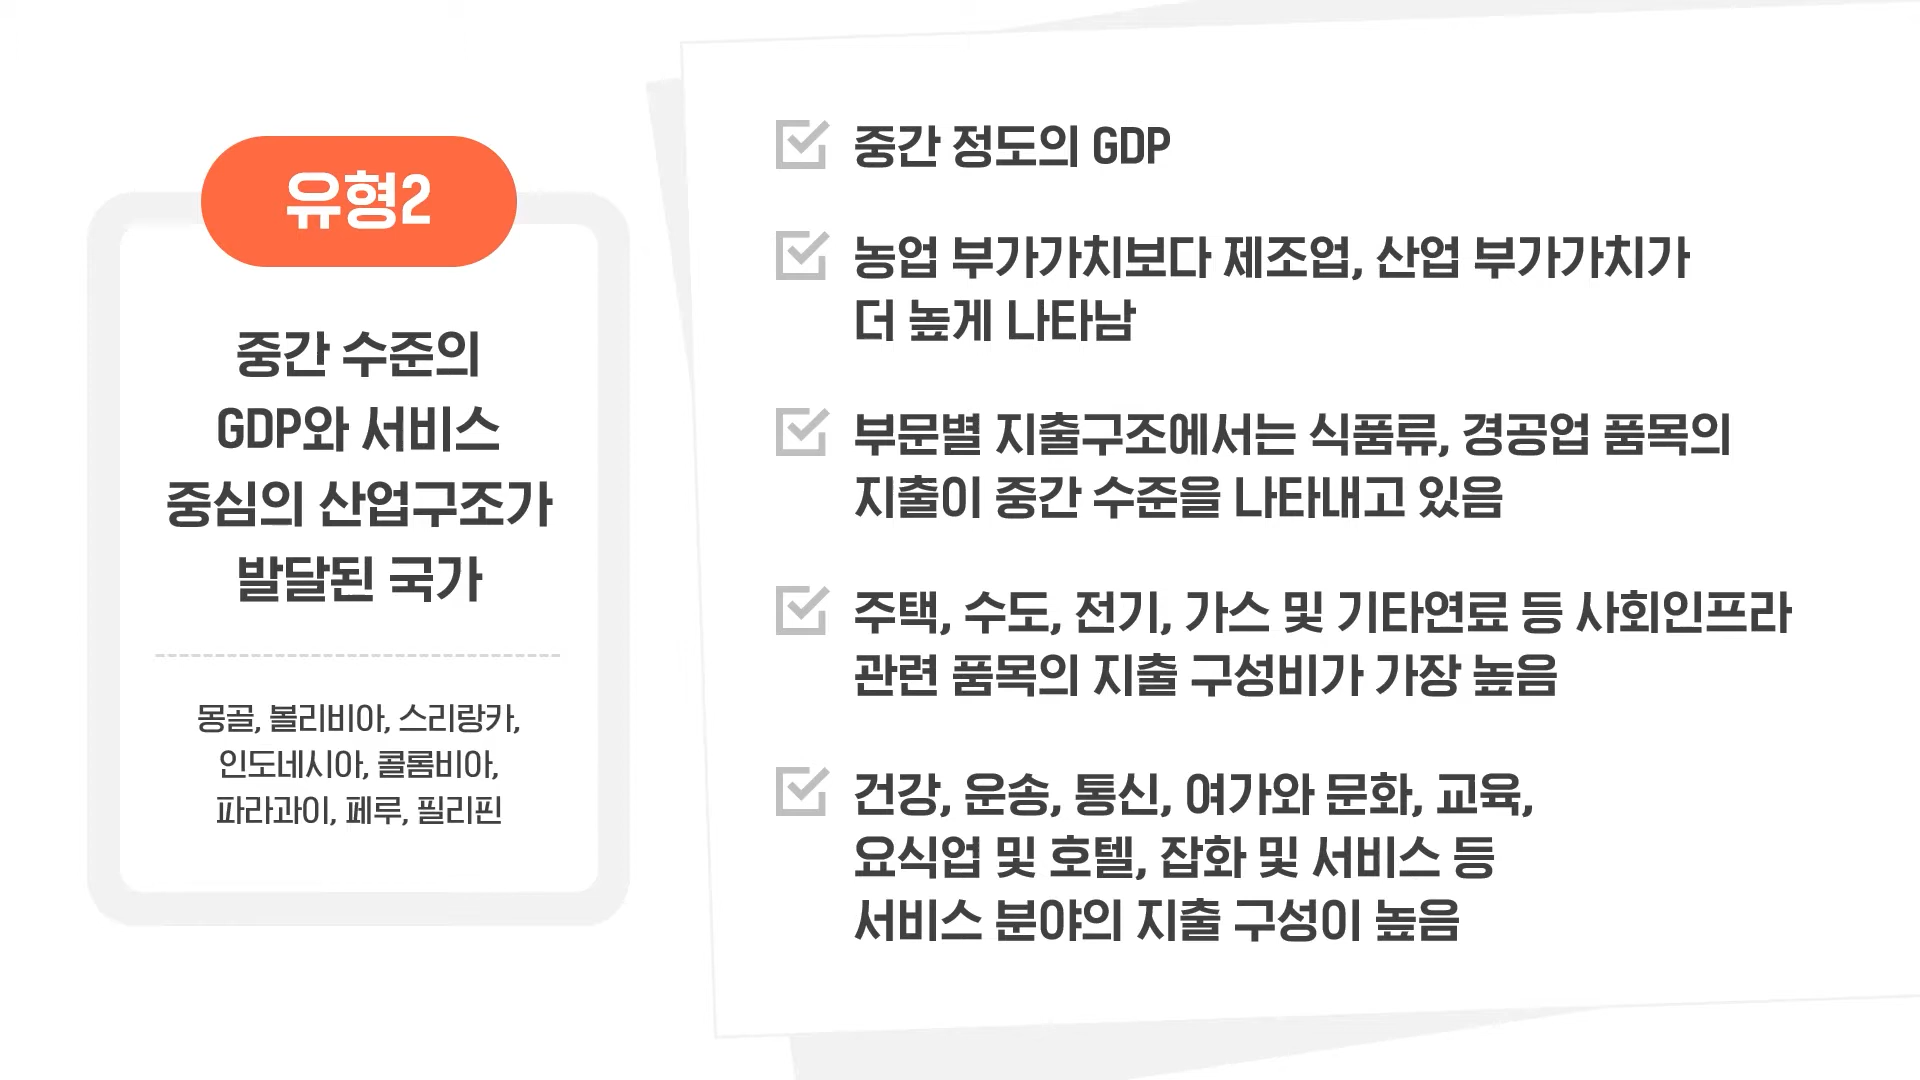 유형2
중간 수준의
GDP와 서비스
중심의 산업구조가
발달된 국가
몽골, 볼리비아, 스리랑카,
인도네시아, 콜롬비아,
파라과이, 페루, 필리핀
중간 정도의 GDP
농업 부가가치보다 제조업, 산업 부가가치가
더 높게 나타남
부문별 지출구조에서는 식품류, 경공업 품목의
지출이 중간 수준을 나타내고 있음
주택, 수도, 전기, 가스 및 기타연료 등 사회인프라
관련 품목의 지출 구성비가 가장 높음
건강, 운송, 통신, 여가와 문화, 교육,
요식업 및 호텔, 잡화 및 서비스 등
서비스 분야의 지출 구성이 높음